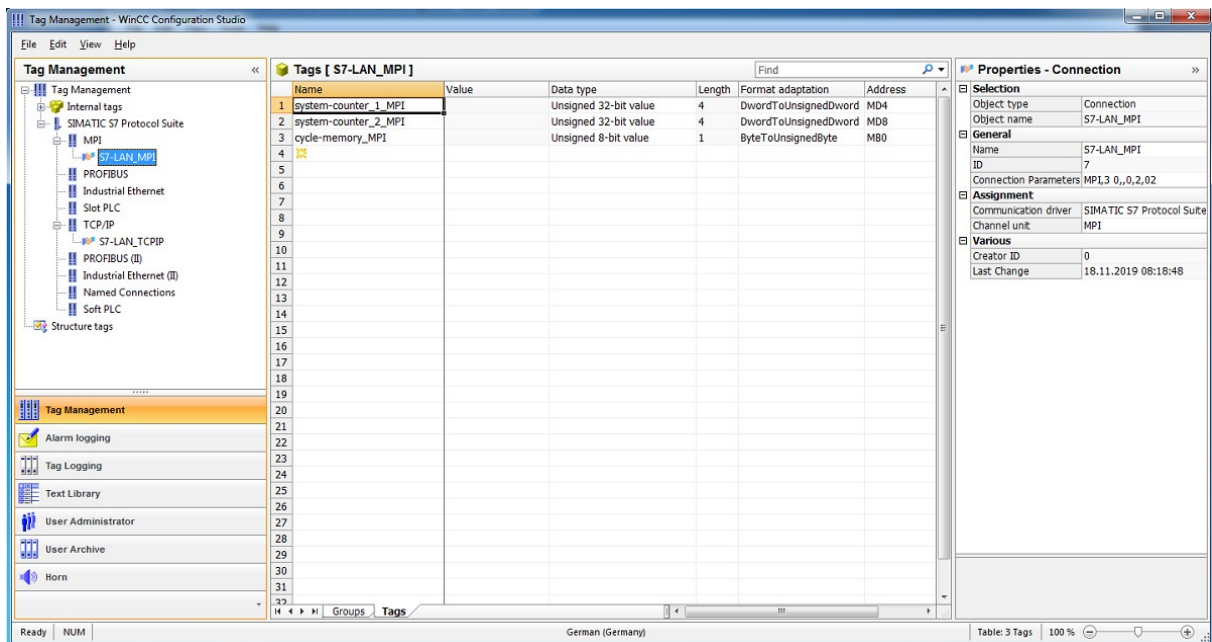 Tag Management - WinCC Configuration Studio
File Edit View Help
Tag Management «
Tag Management
Internal tags
SIMATIC S7 Protocol Suite
MPI
S7-LAN_MPI
PROFIBUS
Industrial Ethernet
Slot PLC
TCP/IP
S7-LAN_TCPIP
PROFIBUS (II)
Industrial Ethernet (II)
Named Connections
Soft PLC
Structure tags
Tag Management
Alarm logging
Tag Logging
Text Library
User Administrator
User Archive
Horn
Tags [ S7-LAN_MPI ] Find
Name Value Data type Length Format adaptation Address
1 system-counter_1_MPI Unsigned 32-bit value 4 DwordToUnsignedDword MD4
2 system-counter_2_MPI Unsigned 32-bit value 4 DwordToUnsignedDword MD8
3 cycle-memory_MPI Unsigned 8-bit value 1 ByteToUnsignedByte MB0
4
5
6
7
8
9
10
11
12
13
14
15
16
17
18
19
20
21
22
23
24
25
26
27
28
29
30
31
32
Groups Tags
Properties - Connection »
Selection
Object type Connection
Object name S7-LAN_MPI
General
Name S7-LAN_MPI
ID 7
Connection Parameters MPI,3 0,,0,2,02
Assignment
Communication driver SIMATIC S7 Protocol Suite
Channel unit MPI
Various
Creator ID 0
Last Change 18.11.2019 08:18:48
Ready NUM German (Germany) Table: 3 Tags 100 %